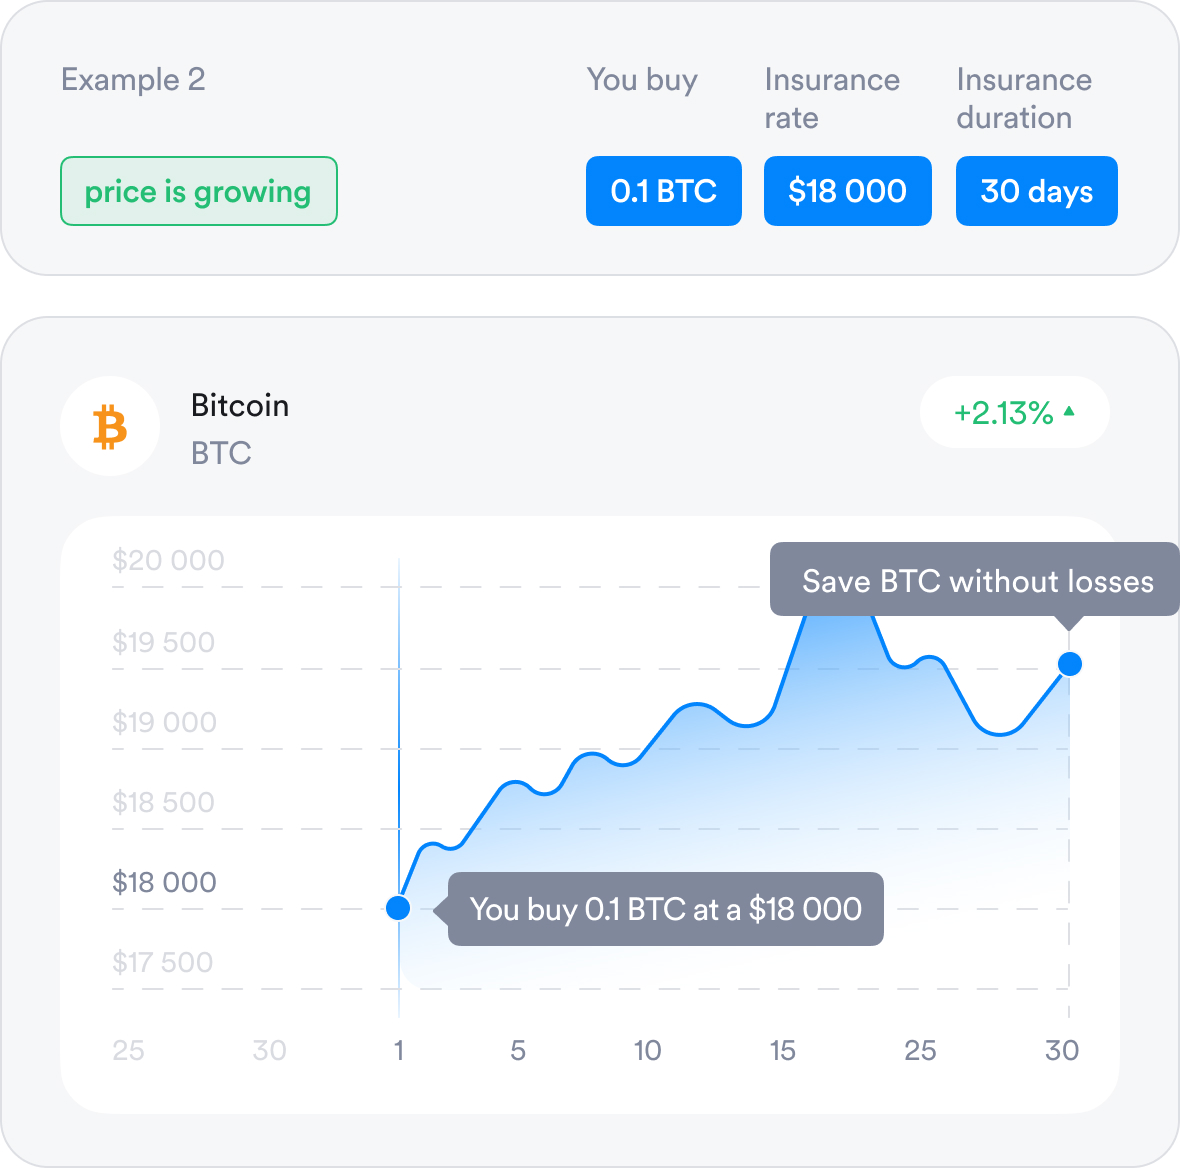 Example 2
You buy
Insurance
rate
Insurance
duration
price is growing
0.1 BTC
$18 000
30 days
Bitcoin
BTC
+2.13%
$20 000
Save BTC without losses
$19 500
$19 000
$18 500
$18 000
You buy 0.1 BTC at a $18 000
$17 500
25 30 1 5 10 15 25 30